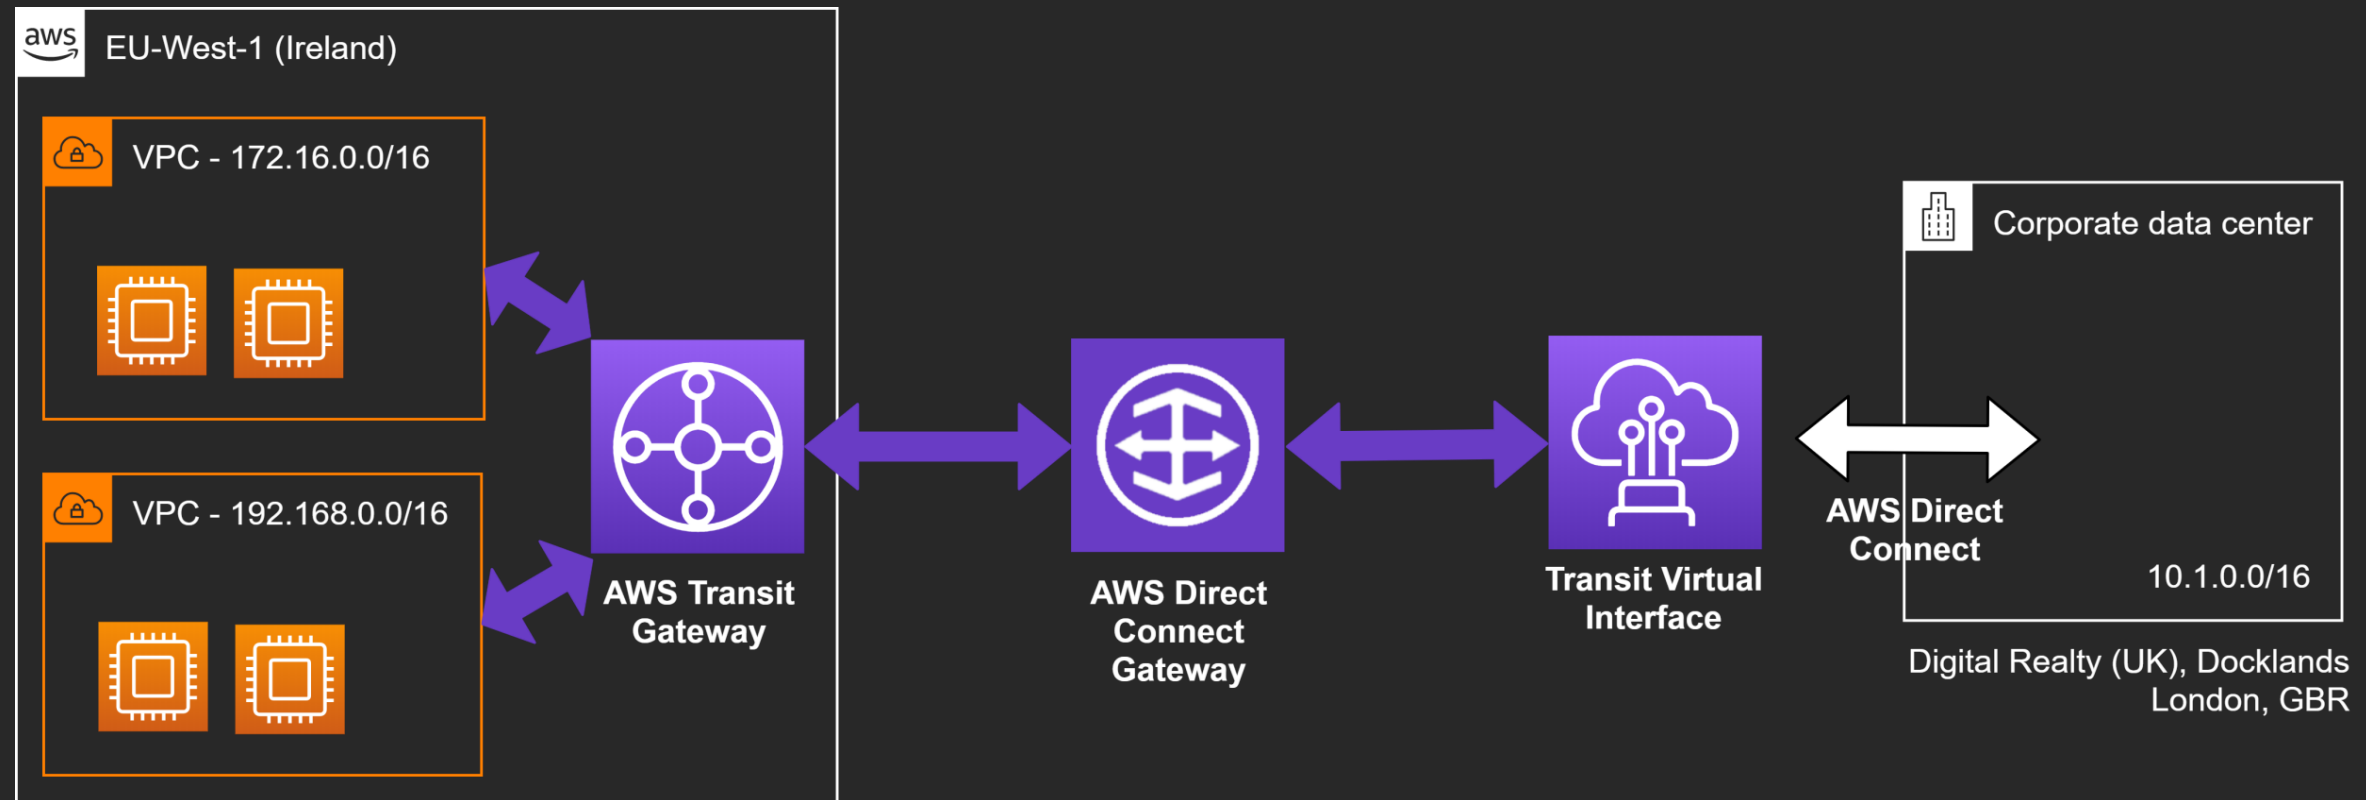 aws
EU-West-1 (Ireland)
VPC - 172.16.0.0/16
VPC - 192.168.0.0/16
AWS Transit
Gateway
AWS Direct
Connect
Gateway
Transit Virtual
Interface
AWS Direct
Connect
Corporate data center
10.1.0.0/16
Digital Realty (UK), Docklands
London, GBR